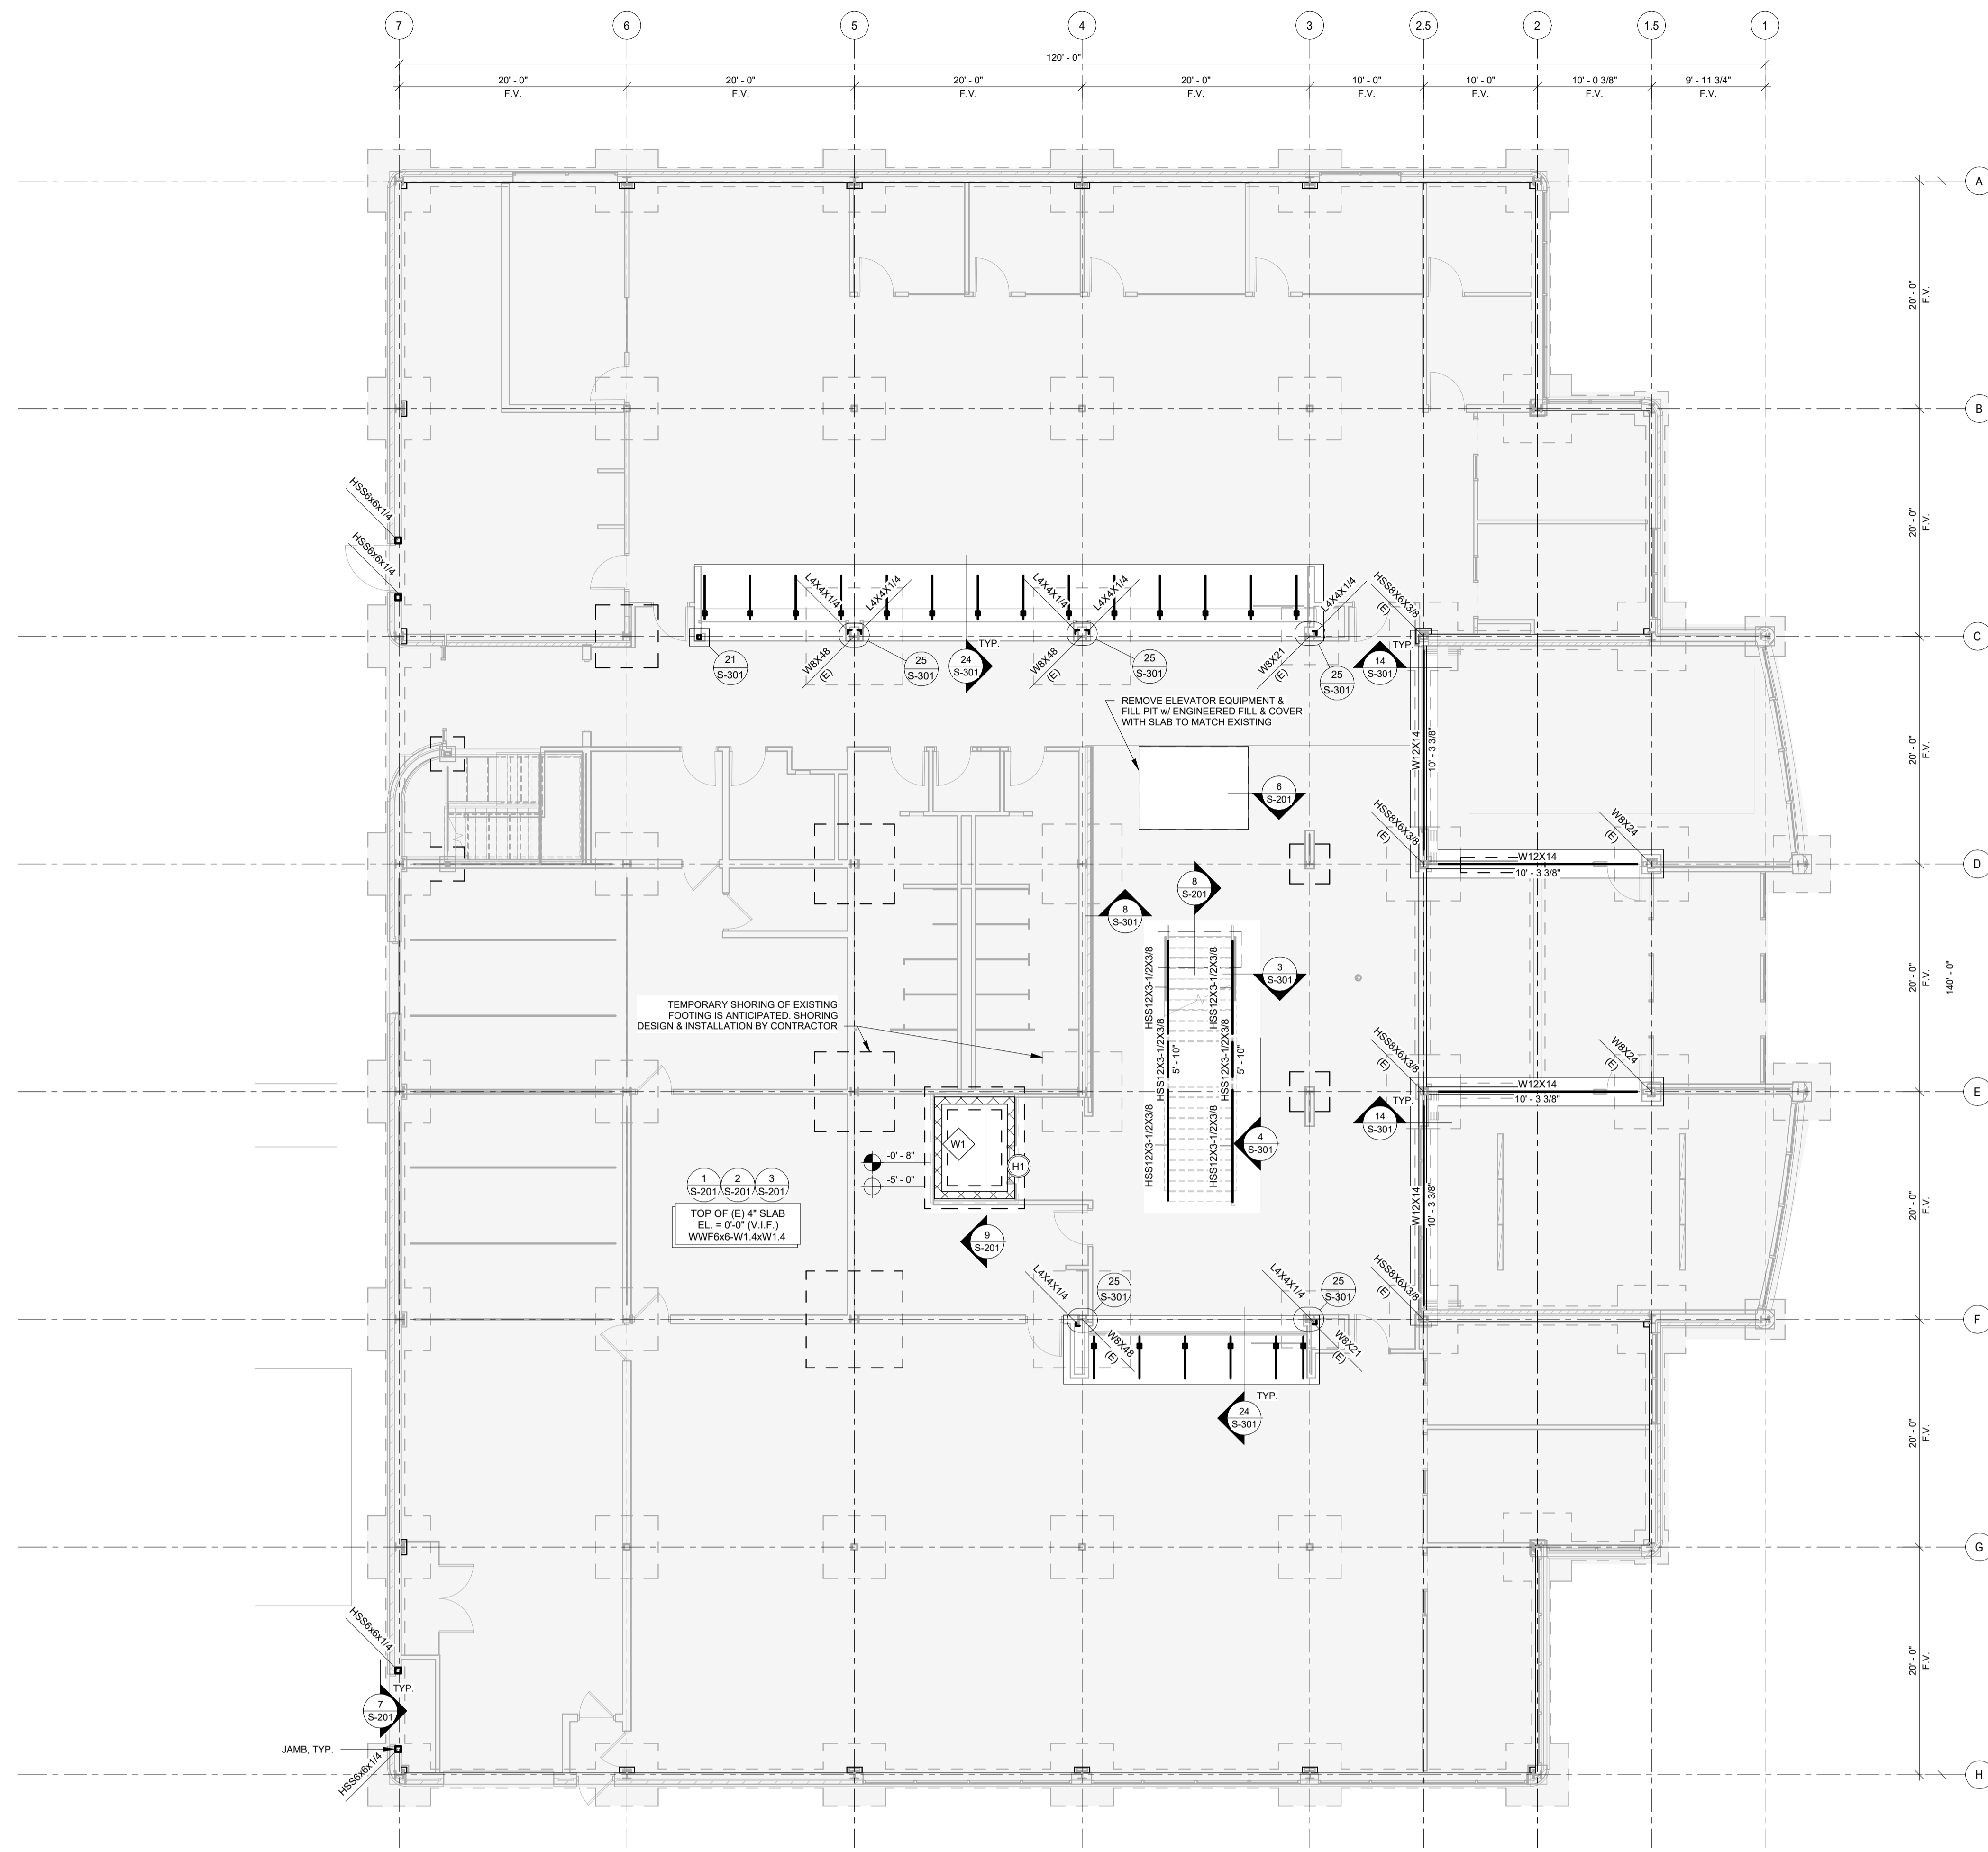 7
6
5
4
3
2.5
2
1.5
1
120' - 0"
20' - 0"
F.V.
20' - 0"
F.V.
20' - 0"
F.V.
20' - 0"
F.V.
10' - 0"
F.V.
10' - 0"
F.V.
10' - 0 3/8"
F.V.
9' - 11 3/4"
F.V.
A
20' - 0"
F.V.
B
HSS6x6x1/4
HSS6x6x1/4
20' - 0"
F.V.
L4X4X1/4
L4X4X1/4
L4X4X1/4
L4X4X1/4
L4X4X1/4
HSS8X6X3/8
(E)
C
W8X48
(E)
W8X48
(E)
W8X21
(E)
21
S-301
25
S-301
TYP.
24
S-301
25
S-301
25
S-301
TYP.
14
S-301
REMOVE ELEVATOR EQUIPMENT &
FILL PIT w/ ENGINEERED FILL & COVER
WITH SLAB TO MATCH EXISTING
W12X14
10' - 3 3/8"
20' - 0"
F.V.
6
S-201
HSS8X6X3/8
(E)
W8X24
(E)
W12X14
10' - 3 3/8"
D
8
S-201
8
S-301
3
S-301
HSS12X3-1/2X3/8
HSS12X3-1/2X3/8
20' - 0"
F.V.
140' - 0"
TEMPORARY SHORING OF EXISTING
FOOTING IS ANTICIPATED. SHORING
DESIGN & INSTALLATION BY CONTRACTOR
HSS12X3-1/2X3/8
5' - 10"
HSS12X3-1/2X3/8
5' - 10"
HSS8X6X3/8
(E)
W8X24
(E)
W12X14
10' - 3 3/8"
E
TYP.
14
S-301
W1
H1
-0' - 8"
-5' - 0"
HSS12X3-1/2X3/8
HSS12X3-1/2X3/8
4
S-301
W12X14
10' - 3 3/8"
20' - 0"
F.V.
1
S-201
2
S-201
3
S-201
TOP OF (E) 4" SLAB
EL. = 0'-0" (V.I.F.)
WWF6x6-W1.4xW1.4
9
S-201
L4X4X1/4
25
S-301
L4X4X1/4
25
S-301
HSS8X6X3/8
(E)
F
W8X48
(E)
W8X21
(E)
TYP.
24
S-301
20' - 0"
F.V.
G
HSS6x6x1/4
TYP.
7
S-201
20' - 0"
F.V.
JAMB, TYP.
HSS6x6x1/4
H